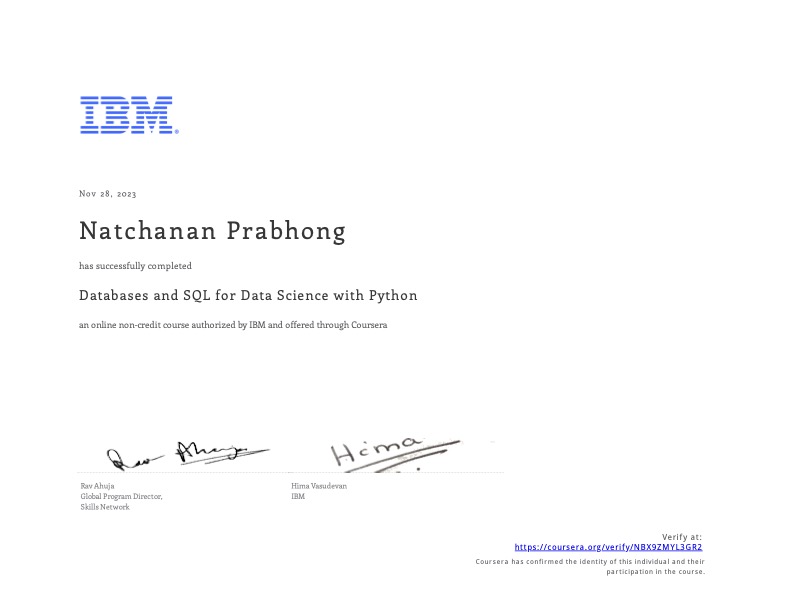 IBM®
Nov 28, 2023
Natchanan Prabhong
has successfully completed
Databases and SQL for Data Science with Python
an online non-credit course authorized by IBM and offered through Coursera
Rav Ahuja
Hima
Rav Ahuja
Global Program Director,
Skills Network
Hima Vasudevan
IBM
Verify at:
https://coursera.org/verify/NBX9ZMYL3GR2
Coursera has confirmed the identity of this individual and their
participation in the course.